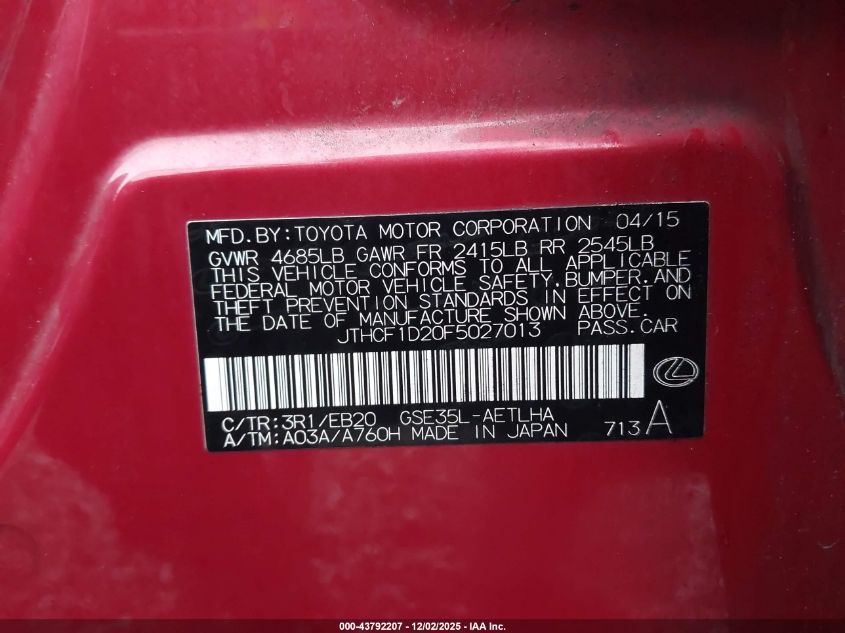 MFD.BY:TOYOTA MOTOR CORPORATION 04/15
GVWR 4685LB GAWR FR 2415LB RR 2545LB
THIS VEHICLE CONFORMS TO ALL APPLICABLE
FEDERAL MOTOR VEHICLE SAFETY,BUMPER,AND
THEFT PREVENTION STANDARDS IN EFFECT ON
THE DATE OF MANUFACTURE SHOWN ABOVE.
JTHCF1D20F5027013 PASS.CAR
C/TR:3R1/EB20 GSE35L-AETLHA
A/TM:A03A/A760H MADE IN JAPAN 713 A
000-43792207 - 12/02/2025 - IAA Inc.